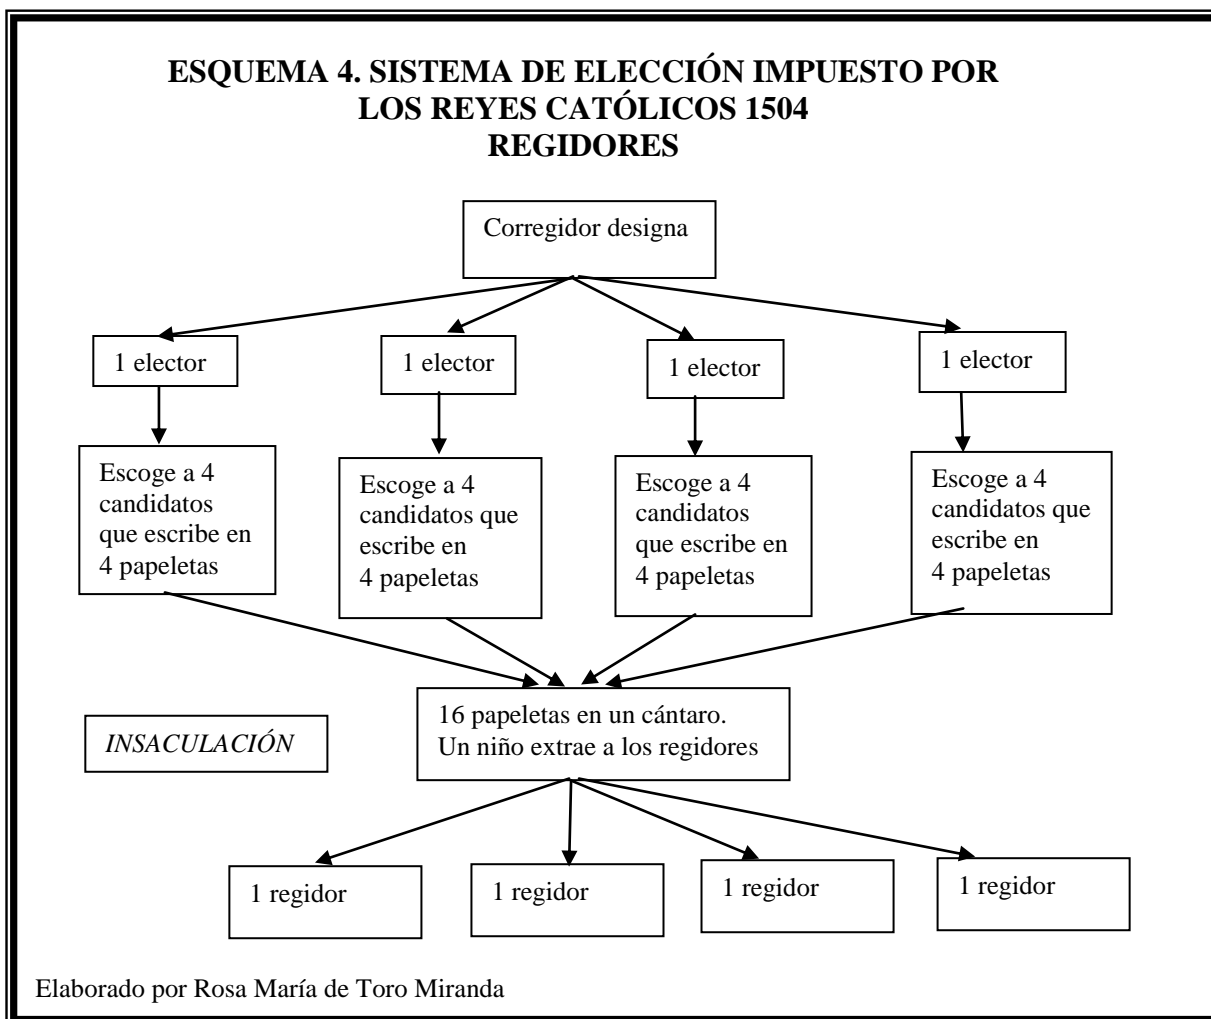 ESQUEMA 4. SISTEMA DE ELECCIÓN IMPUESTO POR
LOS REYES CATÓLICOS 1504
REGIDORES
Corregidor designa
1 elector
1 elector
1 elector
1 elector
Escoge a 4
candidatos
que escribe en
4 papeletas
Escoge a 4
candidatos que
escribe en
4 papeletas
Escoge a 4
candidatos
que escribe en
4 papeletas
Escoge a 4
candidatos que
escribe en
4 papeletas
INSACULACIÓN
16 papeletas en un cántaro.
Un niño extrae a los regidores
1 regidor
1 regidor
1 regidor
1 regidor
Elaborado por Rosa María de Toro Miranda